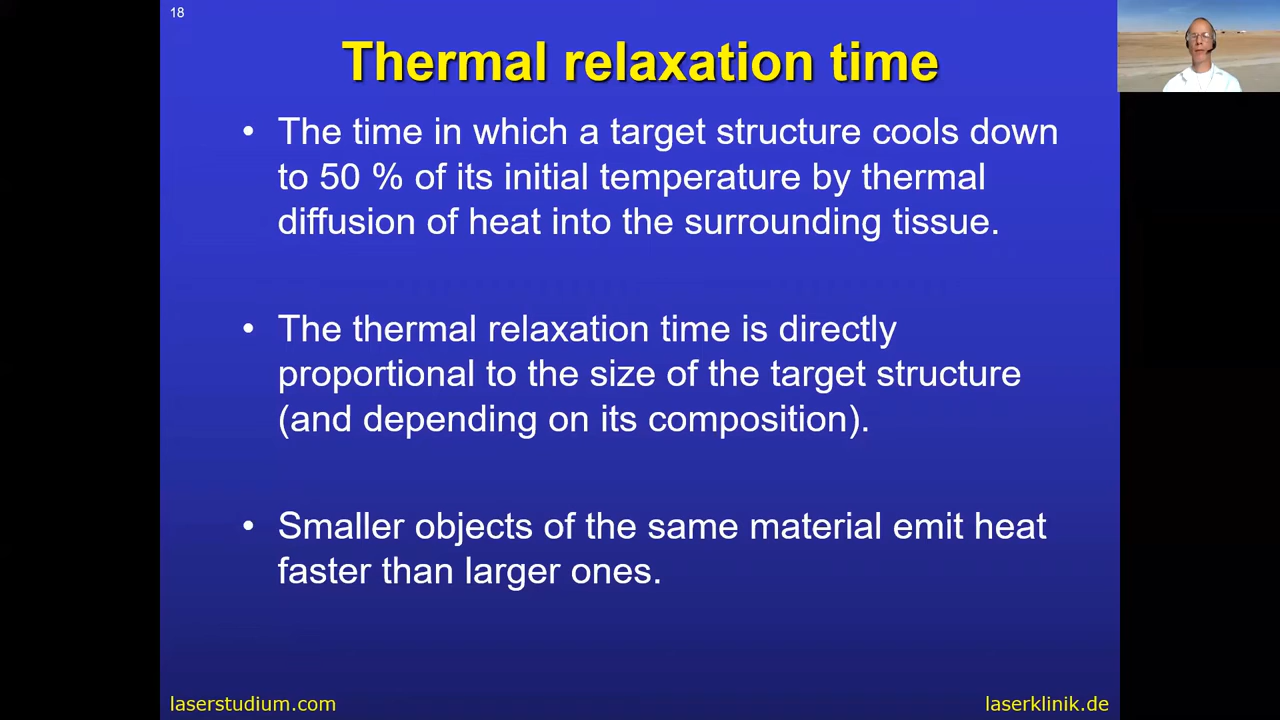 18
Thermal relaxation time
• The time in which a target structure cools down
to 50 % of its initial temperature by thermal
diffusion of heat into the surrounding tissue.
• The thermal relaxation time is directly
proportional to the size of the target structure
(and depending on its composition).
• Smaller objects of the same material emit heat
faster than larger ones.
laserstudium.com
laserklinik.de